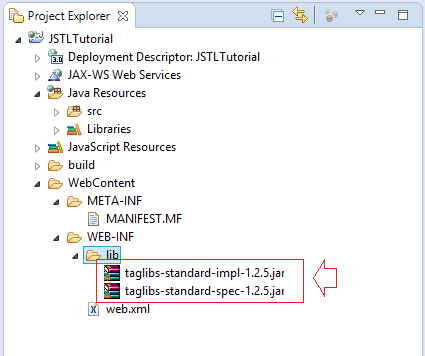 Project Explorer
JSTLTutorial
3.0 Deployment Descriptor: JSTLTutorial
JAX-WS Web Services
Java Resources
src
Libraries
JavaScript Resources
build
WebContent
META-INF
MANIFEST.MF
WEB-INF
lib
taglibs-standard-impl-1.2.5.jar
taglibs-standard-spec-1.2.5.jar
web.xml